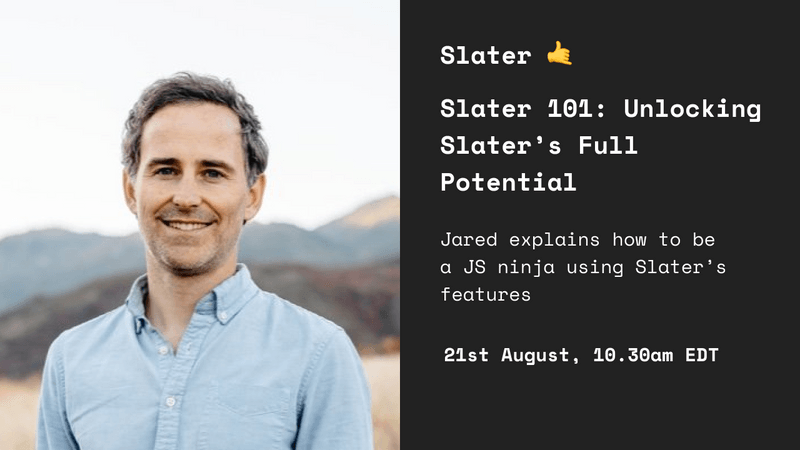 Slater 🤙
Slater 101: Unlocking
Slater’s Full
Potential
Jared explains how to be
a JS ninja using Slater’s
features
21st August, 10.30am EDT